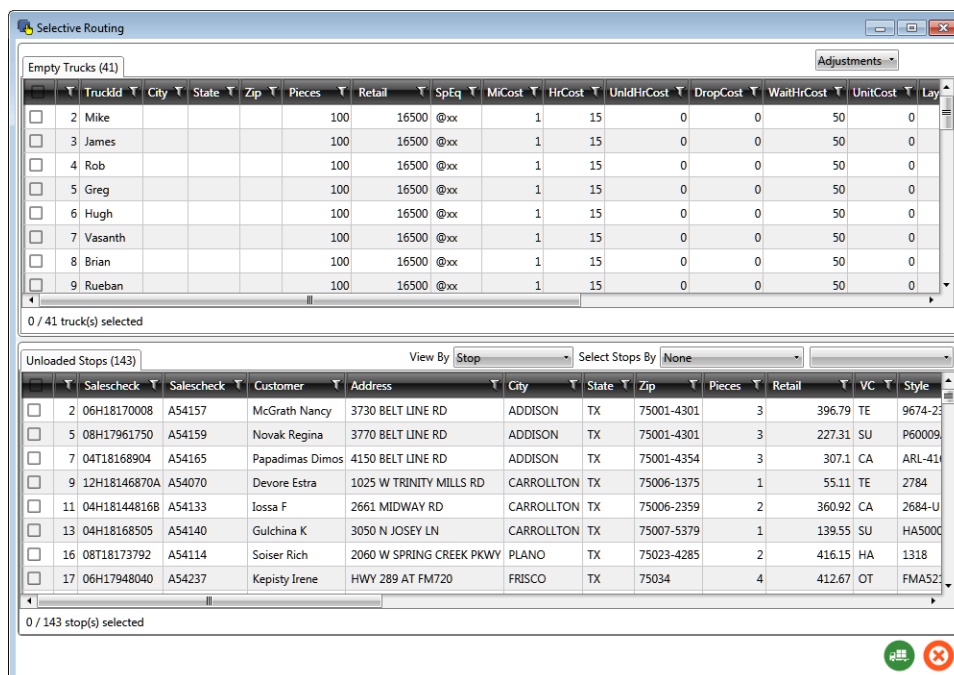 Selective Routing
Empty Trucks (41) Adjustments
TruckId City State Zip Pieces Retail SpEq MiCost HrCost UnldHrCost DropCost WaitHrCost UnitCost Lay
2 Mike 100 16500 @xx 1 15 0 0 50 0
3 James 100 16500 @xx 1 15 0 0 50 0
4 Rob 100 16500 @xx 1 15 0 0 50 0
5 Greg 100 16500 @xx 1 15 0 0 50 0
6 Hugh 100 16500 @xx 1 15 0 0 50 0
7 Vasanth 100 16500 @xx 1 15 0 0 50 0
8 Brian 100 16500 @xx 1 15 0 0 50 0
9 Rueban 100 16500 @xx 1 15 0 0 50 0
0 / 41 truck(s) selected
Unloaded Stops (143) View By Stop Select Stops By None
Salescheck Salescheck Customer Address City State Zip Pieces Retail VC Style
2 06H18170008 A54157 McGrath Nancy 3730 BELT LINE RD ADDISON TX 75001-4301 3 396.79 TE 9674-23
5 08H17961750 A54159 Novak Regina 3770 BELT LINE RD ADDISON TX 75001-4301 3 227.31 SU P60009
7 04T18168904 A54165 Papadimas Dimos 4150 BELT LINE RD ADDISON TX 75001-4354 3 307.1 CA ARL-41
9 12H18146870A A54070 Devore Estra 1025 W TRINITY MILLS RD CARROLLTON TX 75006-1375 1 55.11 TE 2784
11 04H18144816B A54133 Iossa F 2661 MIDWAY RD CARROLLTON TX 75006-2359 2 360.92 CA 2684-U
13 04H18168505 A54140 Gulchina K 3050 N JOSEY LN CARROLLTON TX 75007-5379 1 139.55 SU HA5000
16 08T18173792 A54114 Soiser Rich 2060 W SPRING CREEK PKWY PLANO TX 75023-4285 2 416.15 HA 1318
17 06H17948040 A54237 Kepisty Irene HWY 289 AT FM720 FRISCO TX 75034 4 412.67 OT FMA521
0 / 143 stop(s) selected